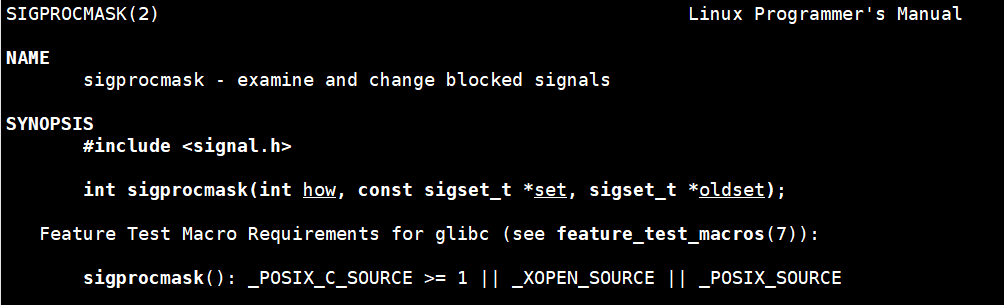 SIGPROCMASK(2) Linux Programmer's Manual
NAME
sigprocmask - examine and change blocked signals
SYNOPSIS
#include <signal.h>
int sigprocmask(int how, const sigset_t *set, sigset_t *oldset);
Feature Test Macro Requirements for glibc (see feature_test_macros(7)):
sigprocmask(): _POSIX_C_SOURCE >= 1 || _XOPEN_SOURCE || _POSIX_SOURCE